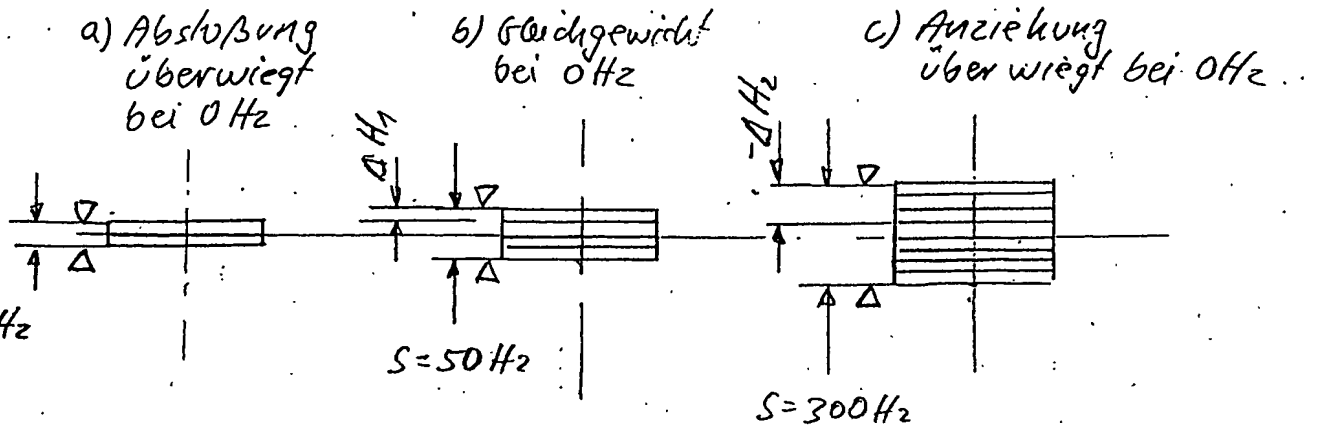 a) Abstoßung
überwiegt
bei 0 Hz
b) Gleichgewicht
bei 0 Hz
c) Anziehung
überwiegt bei 0 Hz
ΔH1
-ΔH2
Hz
S=50 Hz
S=300 Hz